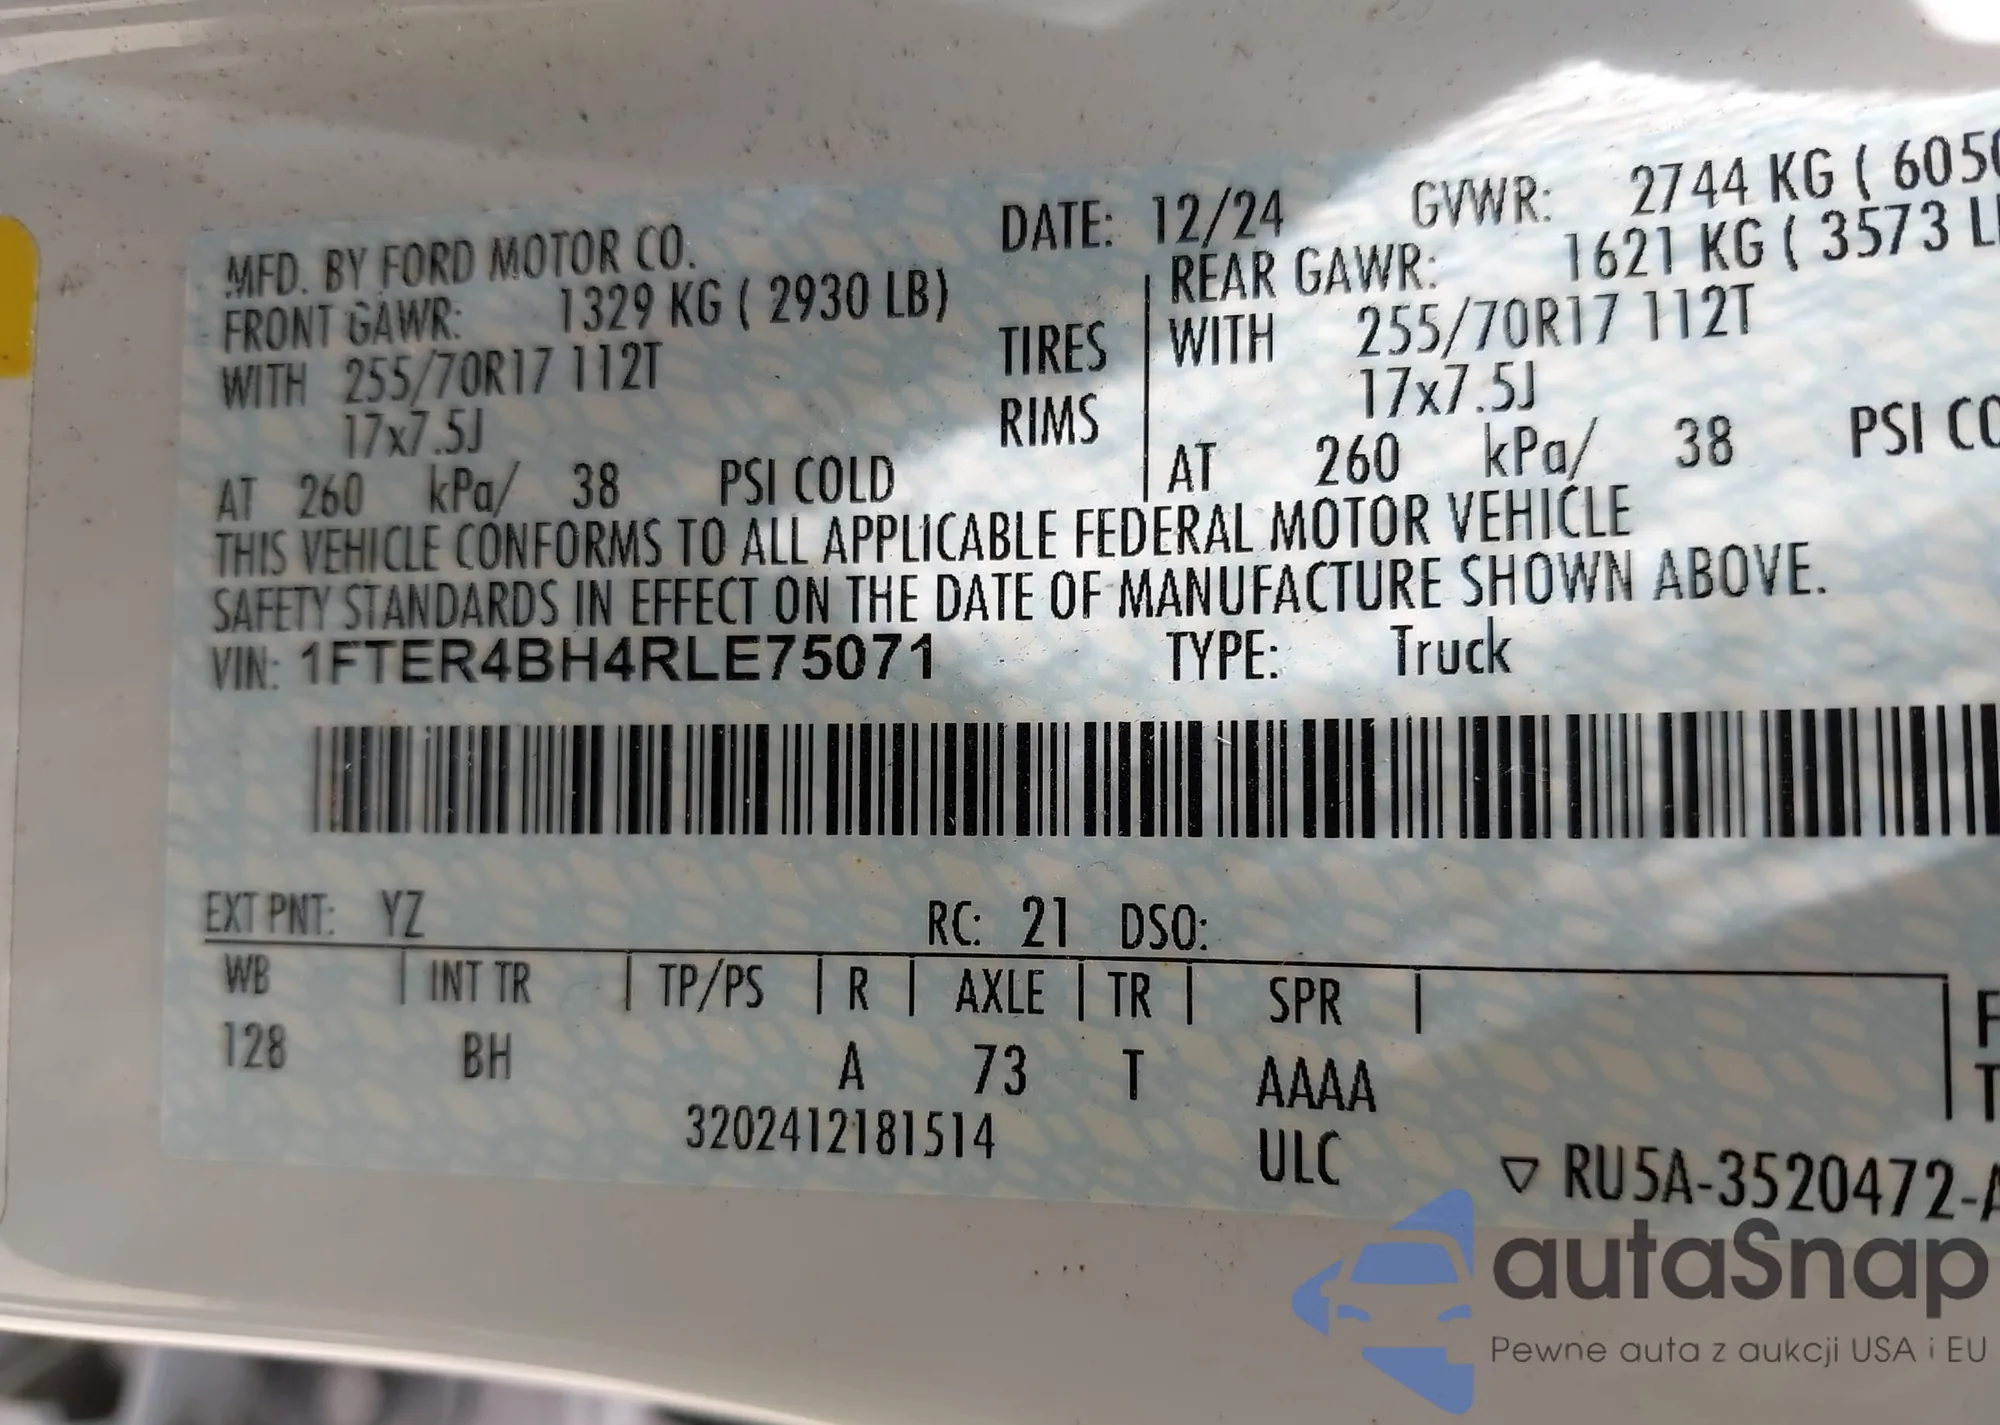 MFD. BY FORD MOTOR CO. DATE: 12/24 GVWR: 2744 KG ( 6050
FRONT GAWR: 1329 KG ( 2930 LB) REAR GAWR: 1621 KG ( 3573 L
WITH 255/70R17 112T TIRES WITH 255/70R17 112T
17x7.5J RIMS 17x7.5J
AT 260 kPa/ 38 PSI COLD AT 260 kPa/ 38 PSI CO
THIS VEHICLE CONFORMS TO ALL APPLICABLE FEDERAL MOTOR VEHICLE
SAFETY STANDARDS IN EFFECT ON THE DATE OF MANUFACTURE SHOWN ABOVE.
VIN: 1FTER4BH4RLE75071 TYPE: Truck
EXT PNT: YZ RC: 21 DSO:
WB | INT TR | TP/PS | R | AXLE | TR | SPR | F
128 BH A 73 T AAAA T
3202412181514 ULC ▽ RU5A-3520472-A
autaSnap
Pewne auta z aukcji USA i EU